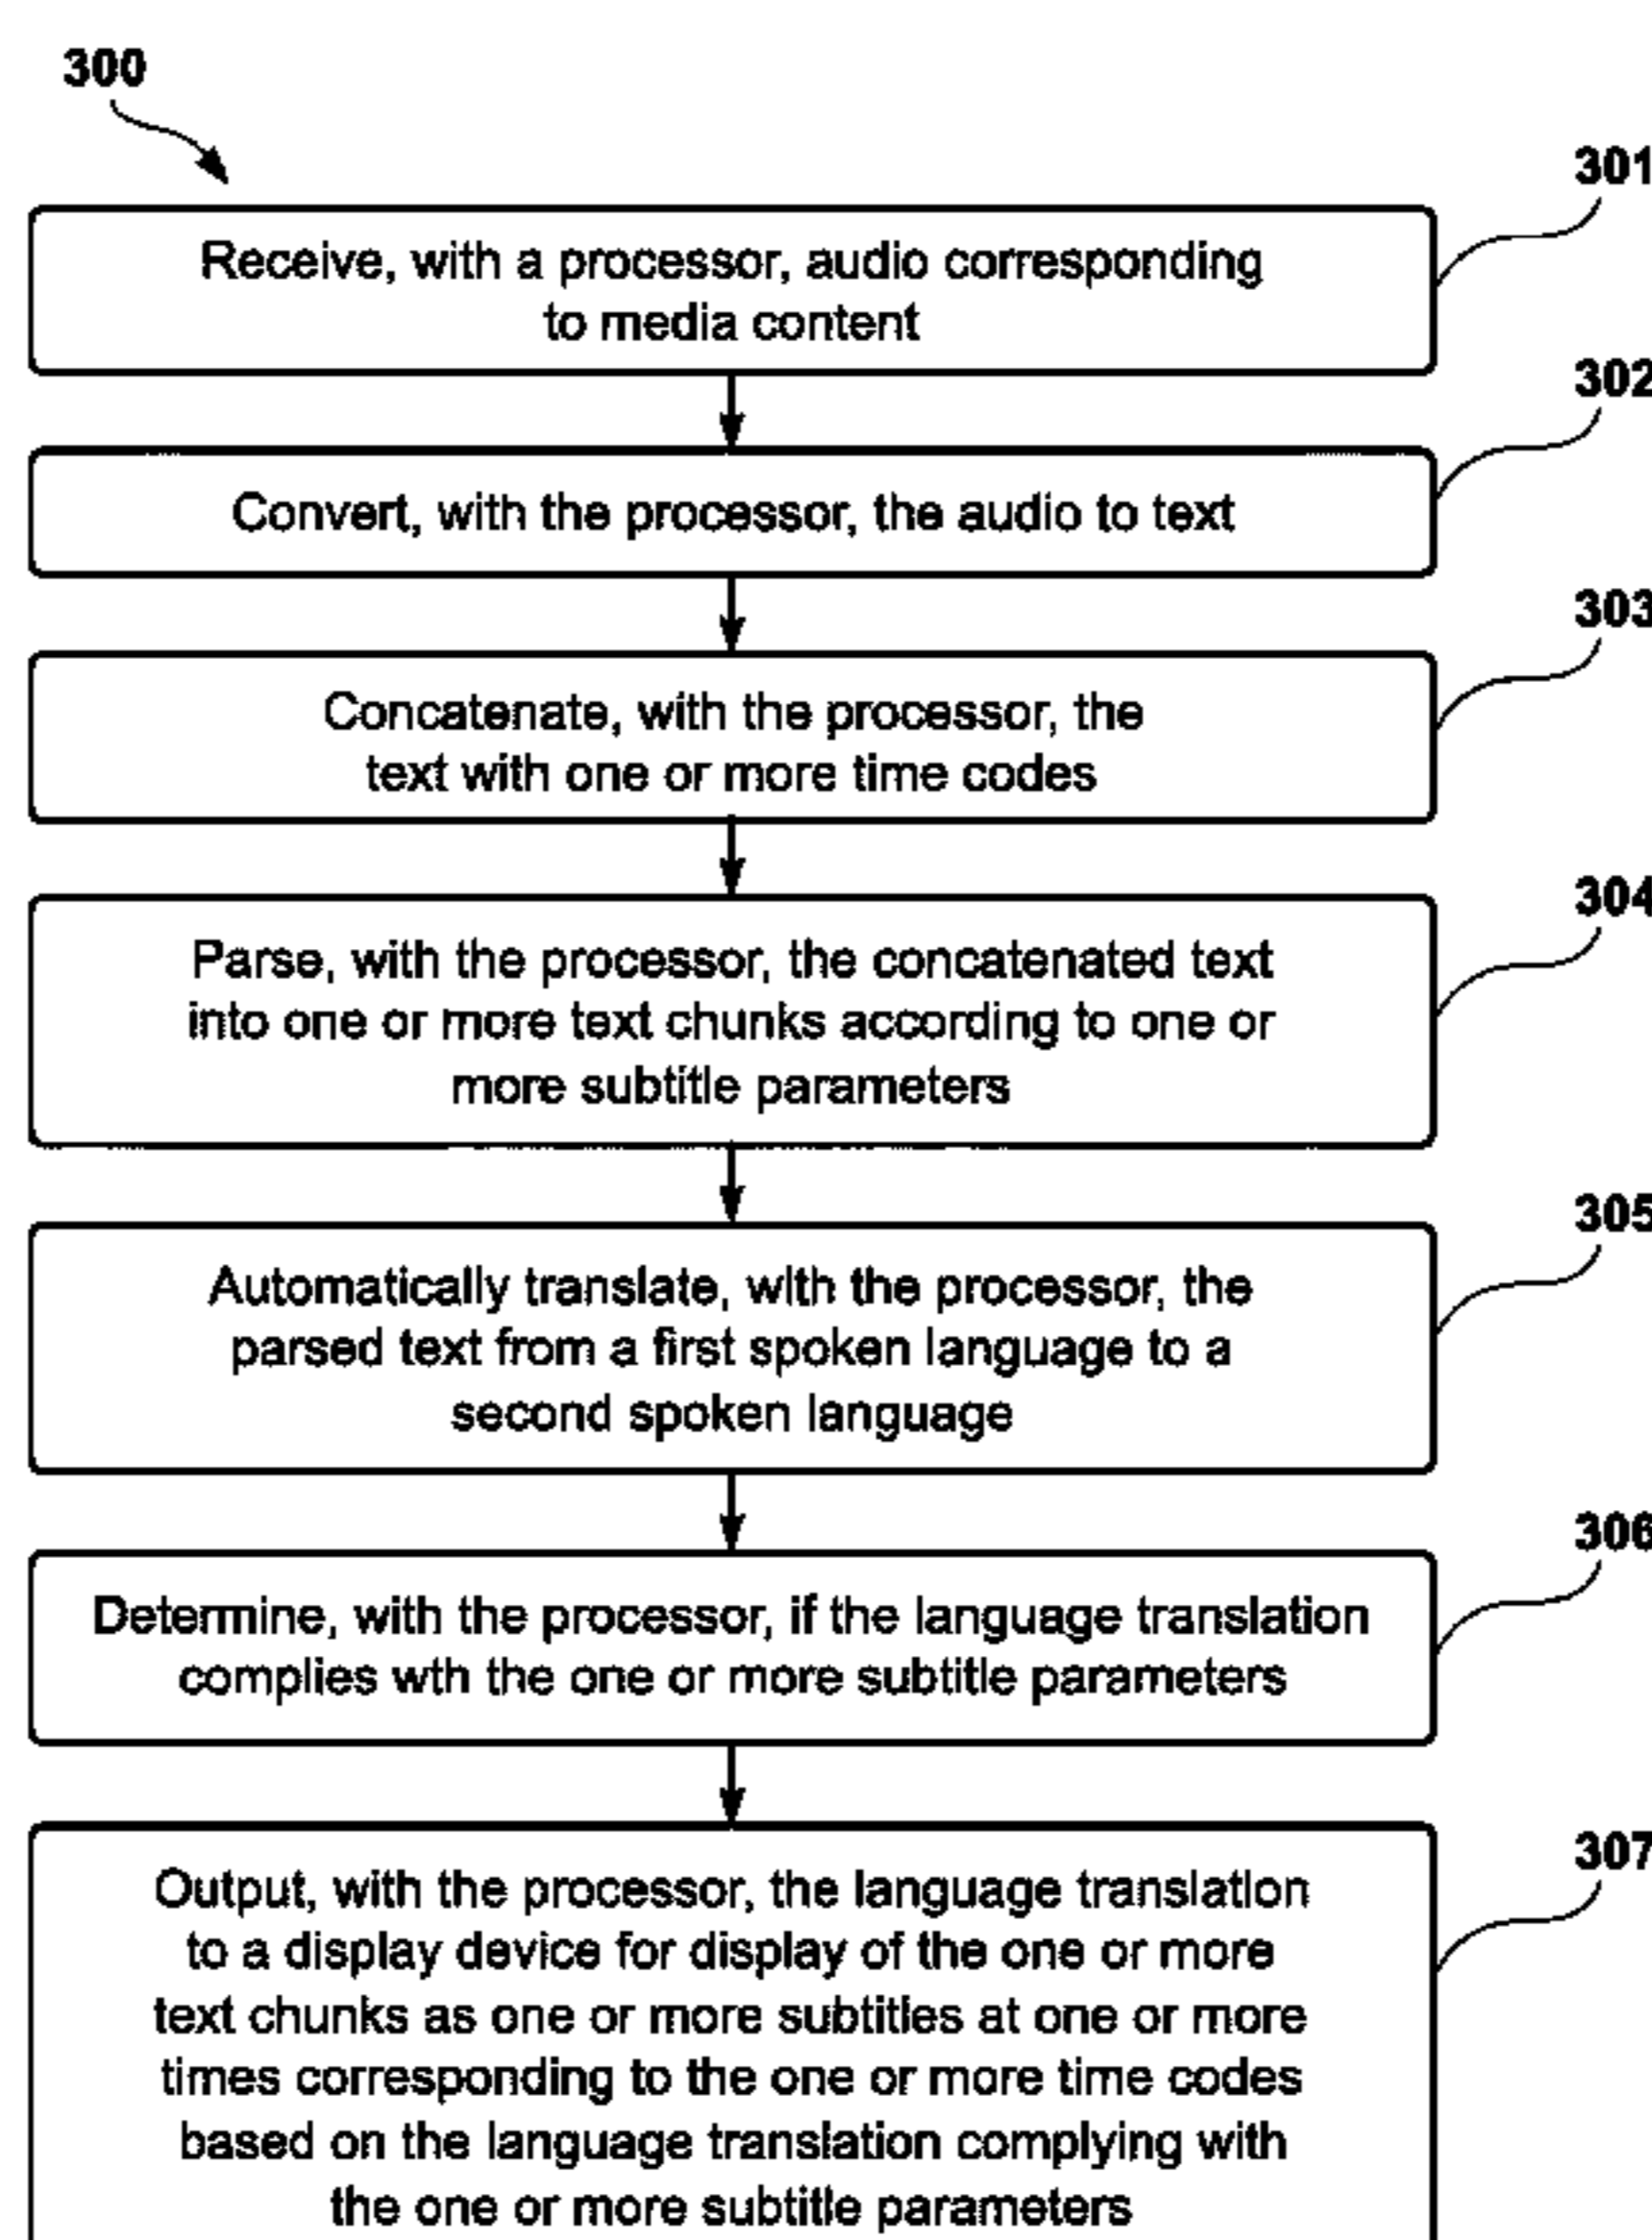 300
301
Receive, with a processor, audio corresponding
to media content
302
Convert, with the processor, the audio to text
303
Concatenate, with the processor, the
text with one or more time codes
304
Parse, with the processor, the concatenated text
into one or more text chunks according to one or
more subtitle parameters
305
Automatically translate, with the processor, the
parsed text from a first spoken language to a
second spoken language
306
Determine, with the processor, if the language translation
complies wth the one or more subtitle parameters
307
Output, with the processor, the language translation
to a display device for display of the one or more
text chunks as one or more subtitles at one or more
times corresponding to the one or more time codes
based on the language translation complying with
the one or more subtitle parameters